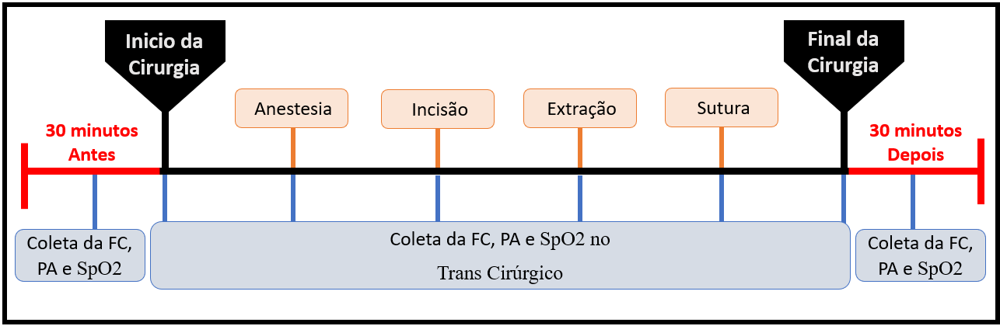 Inicio da
Cirurgia
Final da
Cirurgia
Anestesia
Incisão
Extração
Sutura
30 minutos
Antes
30 minutos
Depois
Coleta da FC,
PA e SpO2
Coleta da FC, PA e SpO2 no
Trans Cirúrgico
Coleta da FC,
PA e SpO2